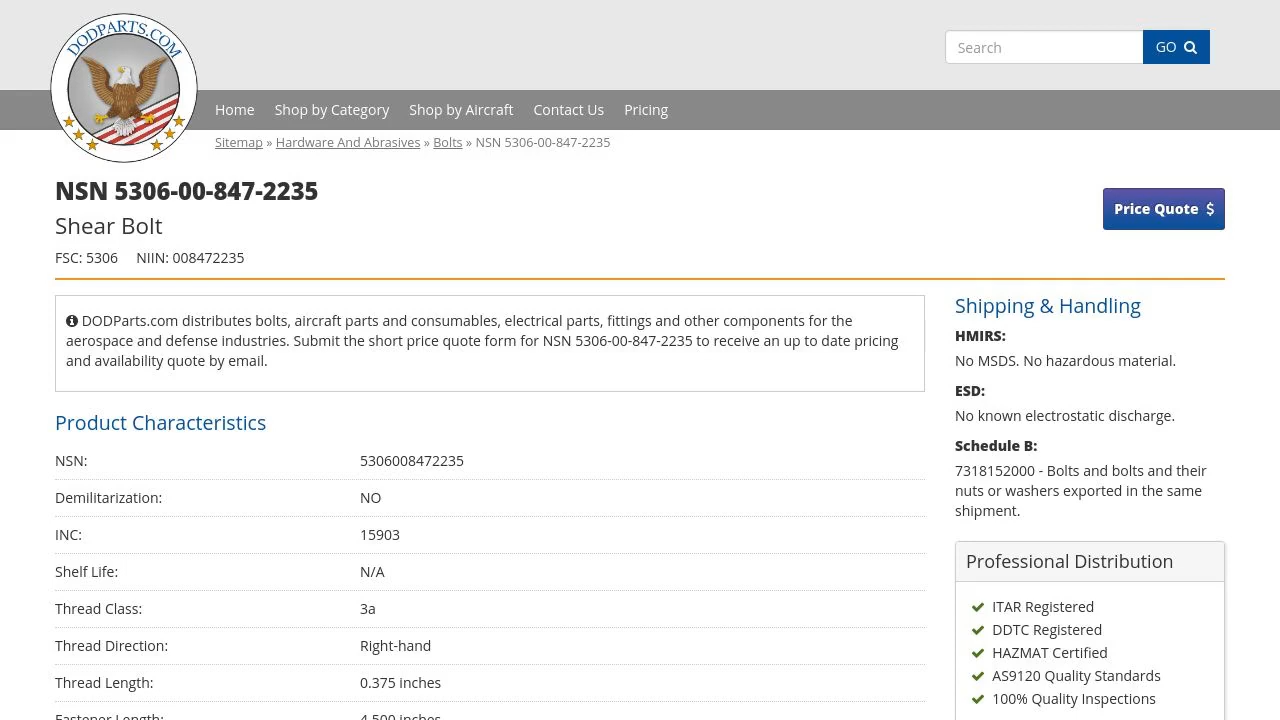 DODPARTS.COM
Search
GO
Home
Shop by Category
Shop by Aircraft
Contact Us
Pricing
Sitemap » Hardware And Abrasives » Bolts » NSN 5306-00-847-2235
NSN 5306-00-847-2235
Shear Bolt
FSC: 5306 NIIN: 008472235
Price Quote $
DODParts.com distributes bolts, aircraft parts and consumables, electrical parts, fittings and other components for the
aerospace and defense industries. Submit the short price quote form for NSN 5306-00-847-2235 to receive an up to date pricing
and availability quote by email.
Product Characteristics
NSN: 5306008472235
Demilitarization: NO
INC: 15903
Shelf Life: N/A
Thread Class: 3a
Thread Direction: Right-hand
Thread Length: 0.375 inches
Fastener Length: 4.500 inches
Shipping & Handling
HMIRS:
No MSDS. No hazardous material.
ESD:
No known electrostatic discharge.
Schedule B:
7318152000 - Bolts and bolts and their
nuts or washers exported in the same
shipment.
Professional Distribution
ITAR Registered
DDTC Registered
HAZMAT Certified
AS9120 Quality Standards
100% Quality Inspections